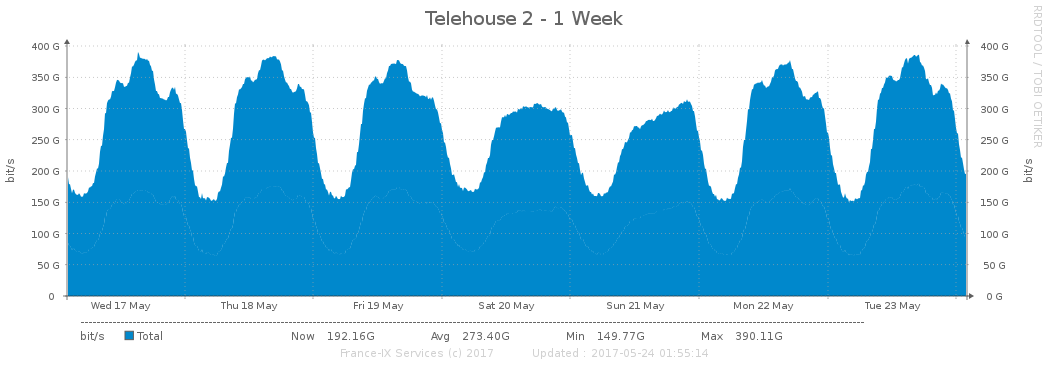 Telehouse 2 - 1 Week
RRDTOOL / TOBI OETIKER
400 G 400 G
350 G 350 G
300 G 300 G
250 G 250 G
200 G 200 G
150 G 150 G
100 G 100 G
50 G 50 G
0 0 G
bit/s
bit/s
Wed 17 May Thu 18 May Fri 19 May Sat 20 May Sun 21 May Mon 22 May Tue 23 May
bit/s Total Now 192.16G Avg 273.40G Min 149.77G Max 390.11G
France-IX Services (c) 2017 Updated : 2017-05-24 01:55:14